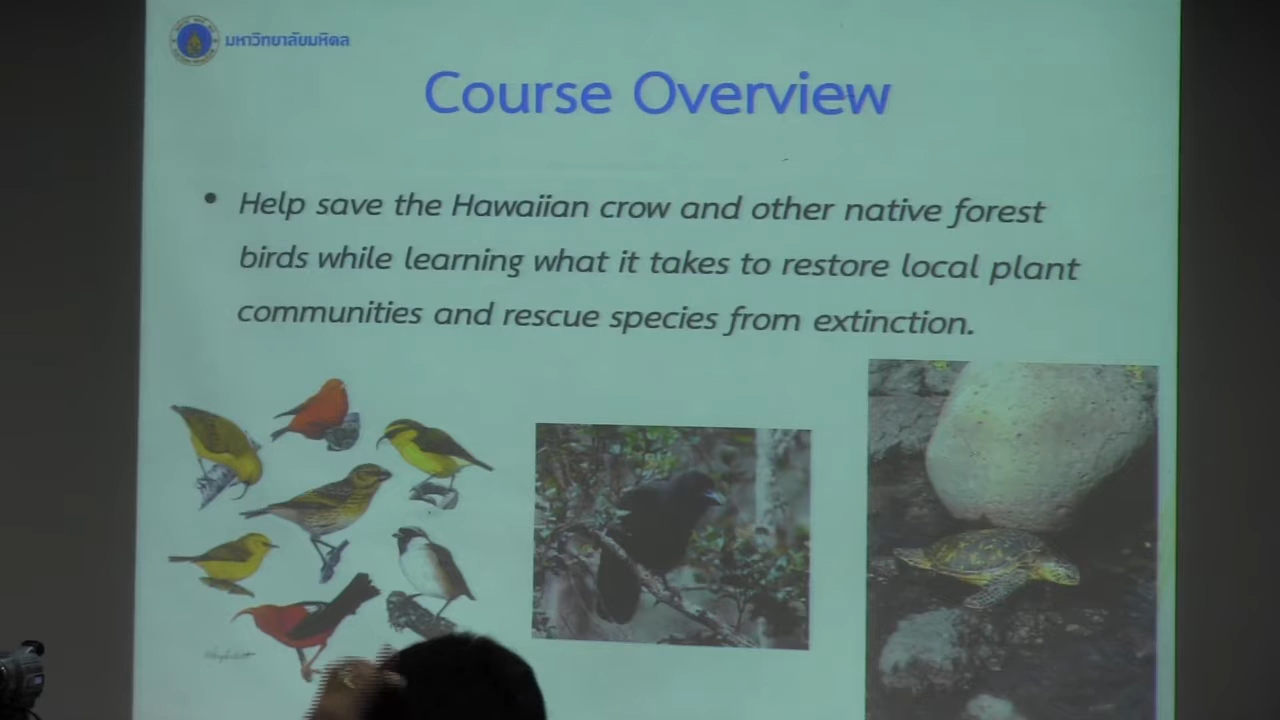 มหาวิทยาลัยมหิดล
Course Overview
• Help save the Hawaiian crow and other native forest
birds while learning what it takes to restore local plant
communities and rescue species from extinction.